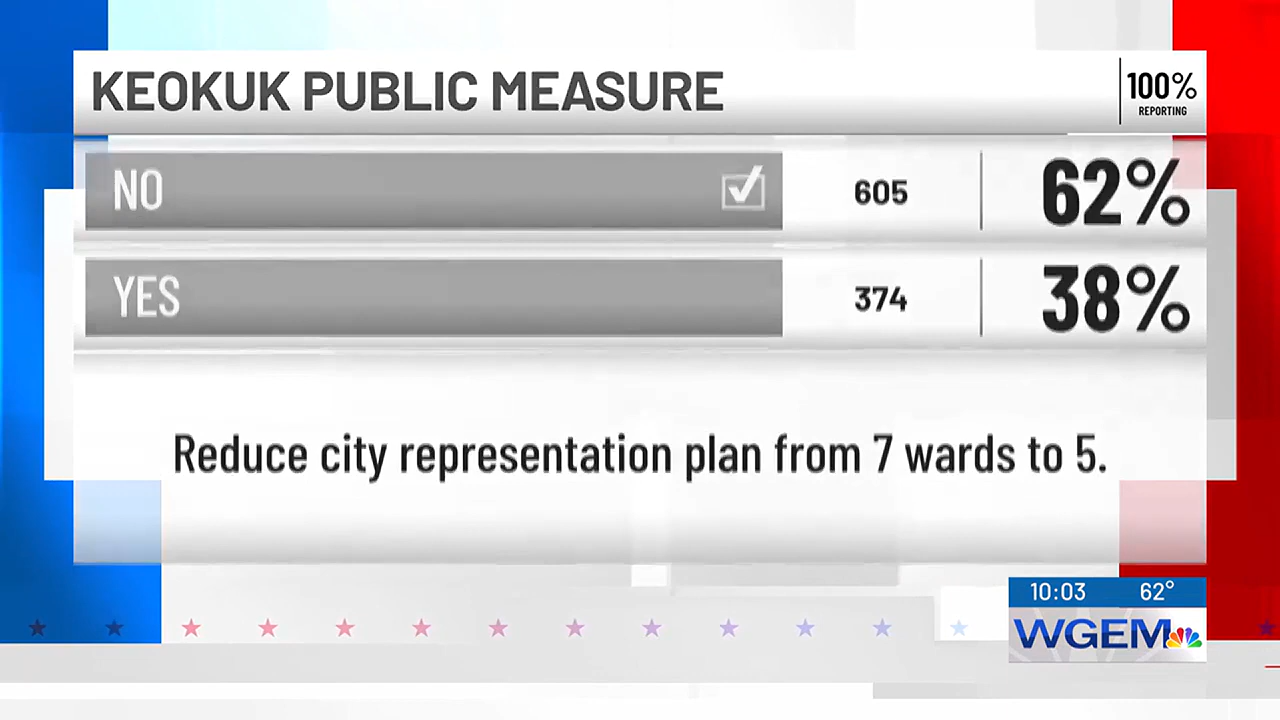 KEOKUK PUBLIC MEASURE
100%
REPORTING
NO 605 62%
YES 374 38%
Reduce city representation plan from 7 wards to 5.
10:03 62°
WGEM